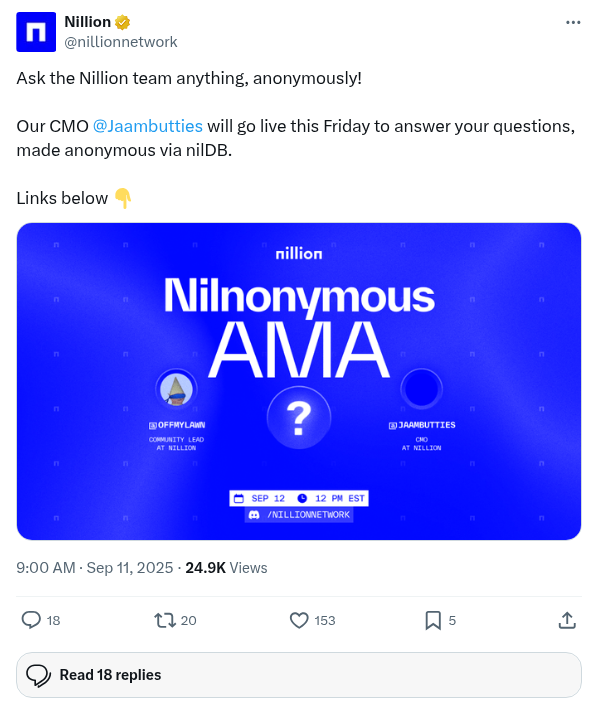 Nillion
@nillionnetwork
Ask the Nillion team anything, anonymously!
Our CMO @Jaambutties will go live this Friday to answer your questions,
made anonymous via nilDB.
Links below 👇
nillion
Nilnonymous
AMA
?
@OFFMYLAWN
COMMUNITY LEAD
AT NILLION
@JAAMBUTTIES
CMO
AT NILLION
SEP 12 12 PM EST
/NILLIONNETWORK
9:00 AM · Sep 11, 2025 · 24.9K Views
18 20 153 5
Read 18 replies